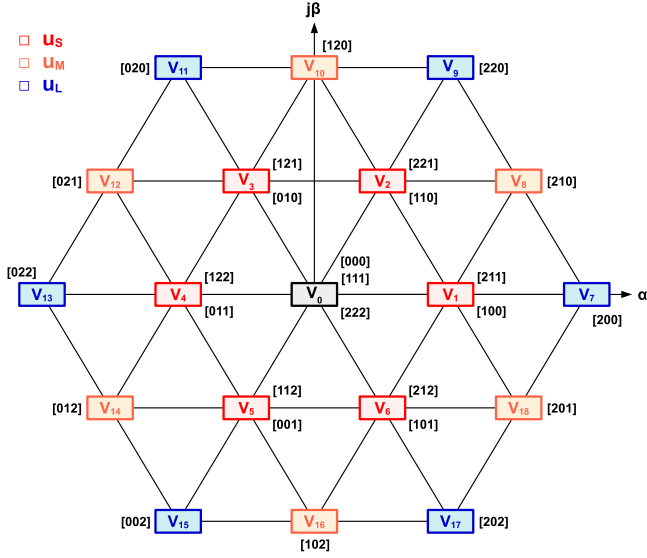 jβ
u_S
u_M
u_L
[120]
[020] V₁₁ V₁₀ V₉ [220]
[121] [221]
[021] V₁₂ V₃ V₂ V₈ [210]
[010] [110]
[000]
[022] [122] [111] [211]
V₁₃ V₄ V₀ V₁ V₇ α
[011] [222] [100] [200]
[112] [212]
[012] V₁₄ V₅ V₆ V₁₈ [201]
[001] [101]
[002] V₁₅ V₁₆ V₁₇ [202]
[102]